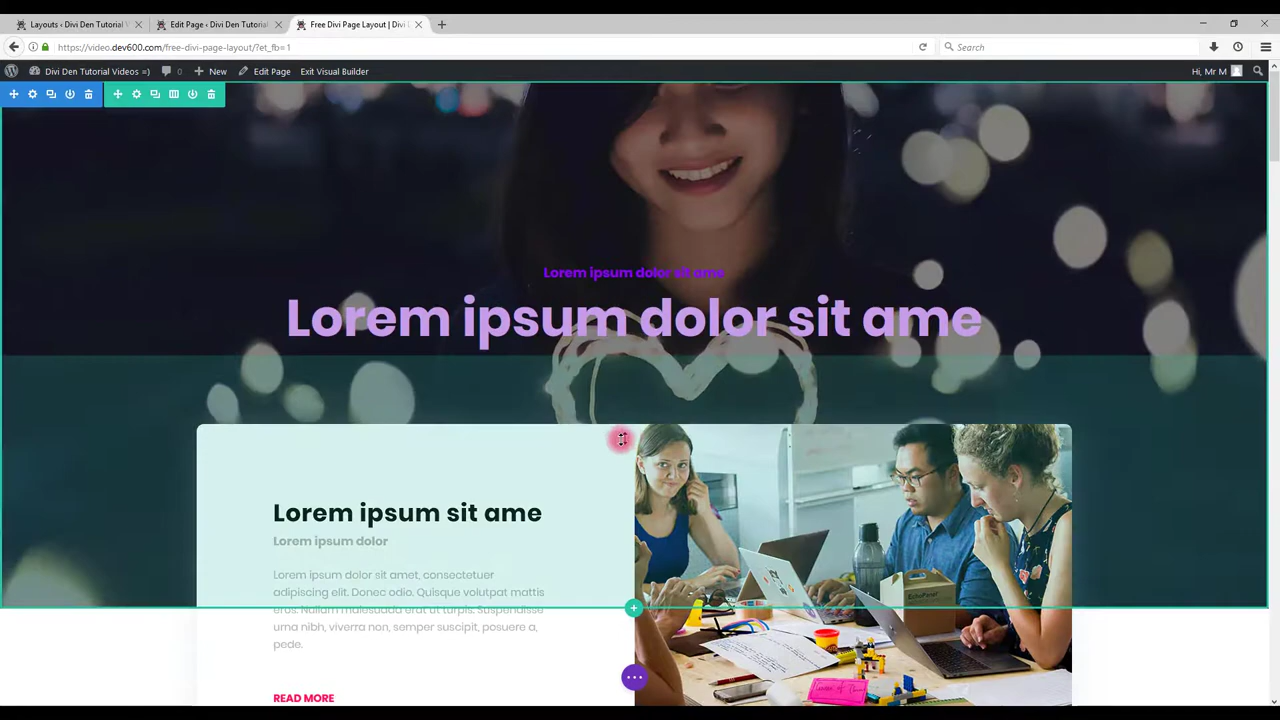 Layouts ‹ Divi Den Tutorial
Edit Page ‹ Divi Den Tutorial
Free Divi Page Layout | Divi
https://video.dev600.com/free-divi-page-layout/?et_fb=1
Search
Divi Den Tutorial Videos =)
0
New
Edit Page
Exit Visual Builder
Hi, Mr M
Lorem ipsum dolor sit ame
Lorem ipsum dolor sit ame
Lorem ipsum sit ame
Lorem ipsum dolor
Lorem ipsum dolor sit amet, consectetuer
adipiscing elit. Donec odio. Quisque volutpat mattis
eros. Nullam malesuada erat ut turpis. Suspendisse
urna nibh, viverra non, semper suscipit, posuere a,
pede.
READ MORE